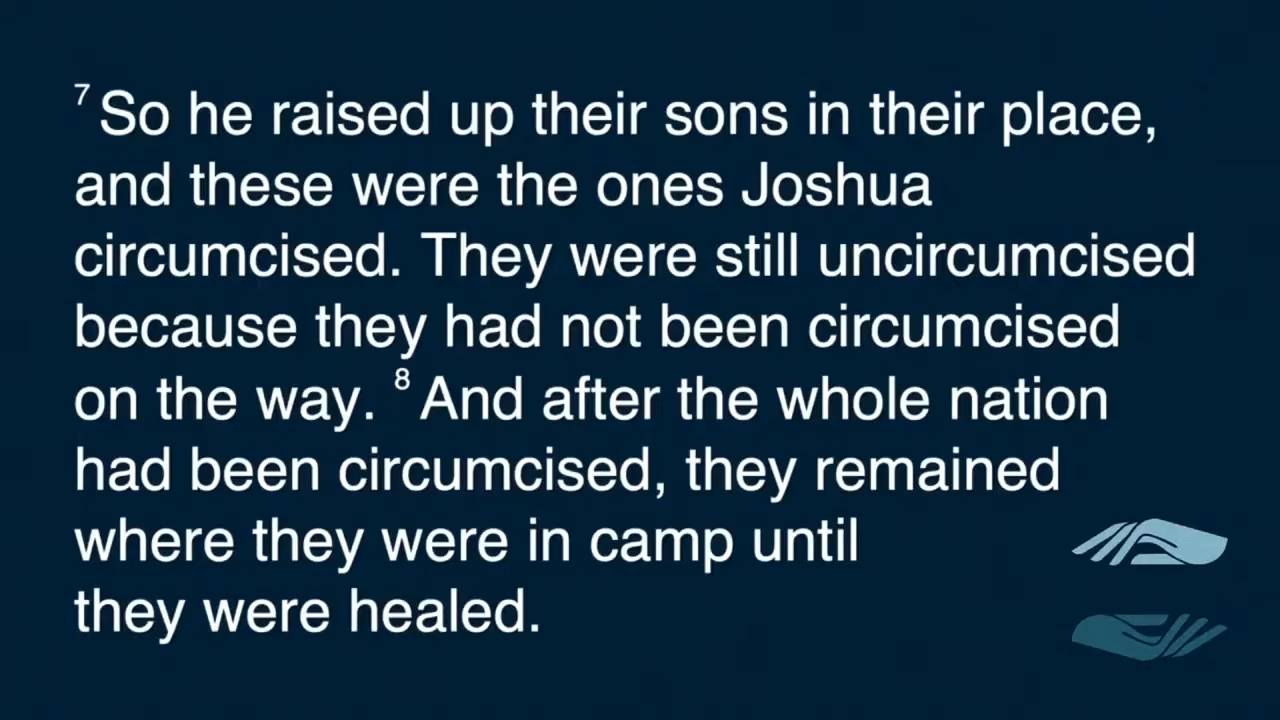 7 So he raised up their sons in their place,
and these were the ones Joshua
circumcised. They were still uncircumcised
because they had not been circumcised
on the way. 8 And after the whole nation
had been circumcised, they remained
where they were in camp until
they were healed.